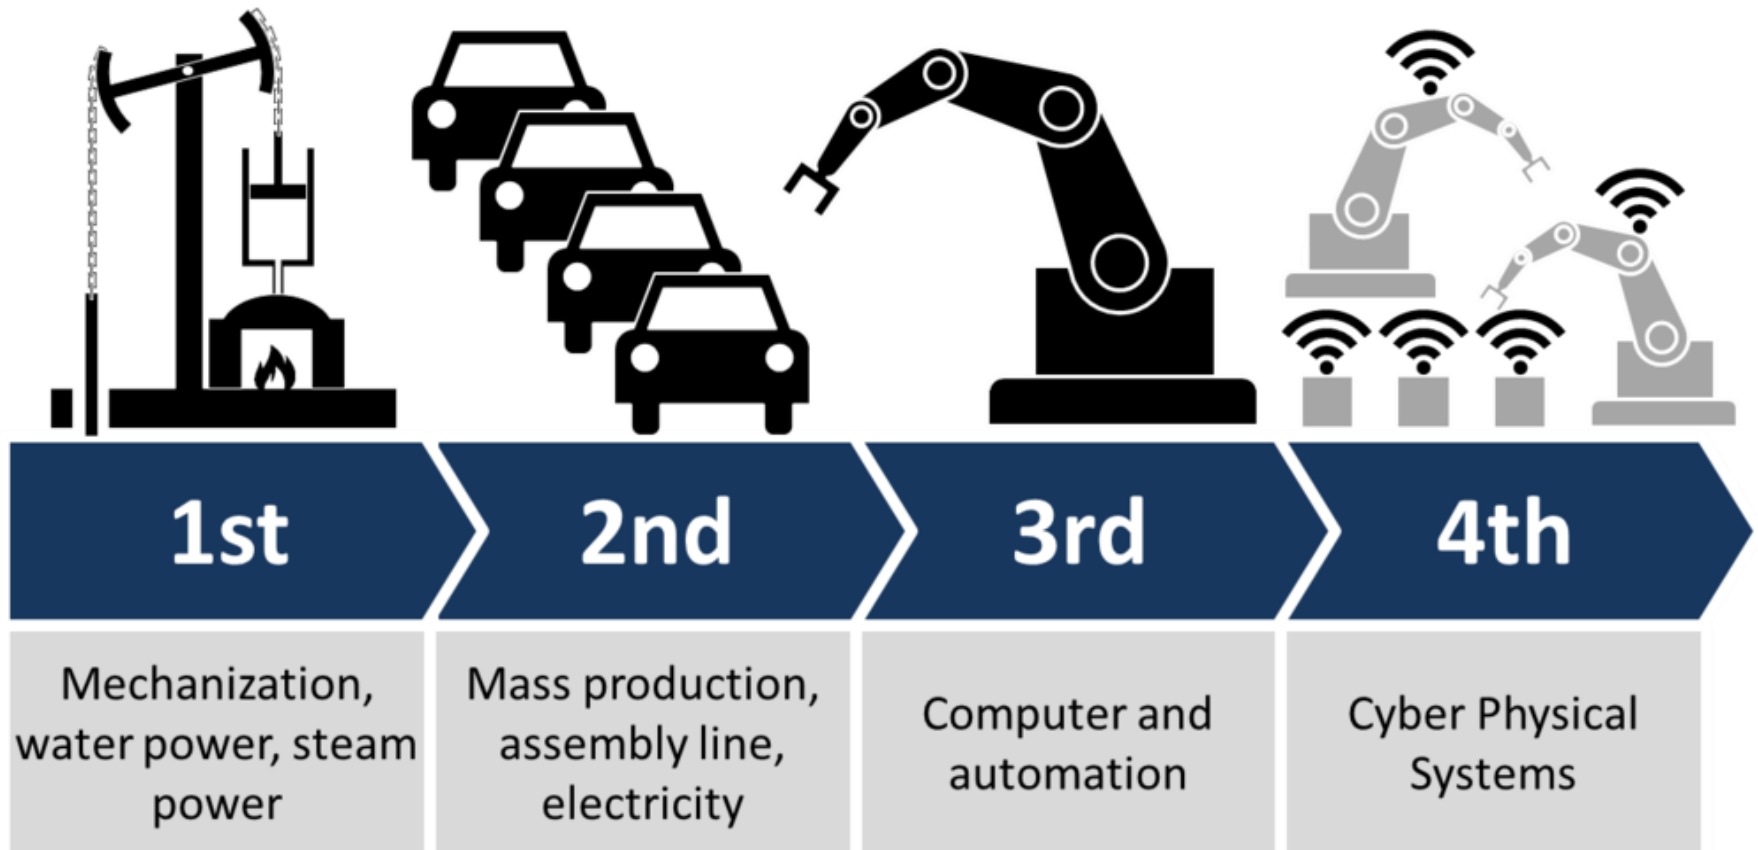 1st
2nd
3rd
4th
Mechanization,
water power, steam
power
Mass production,
assembly line,
electricity
Computer and
automation
Cyber Physical
Systems